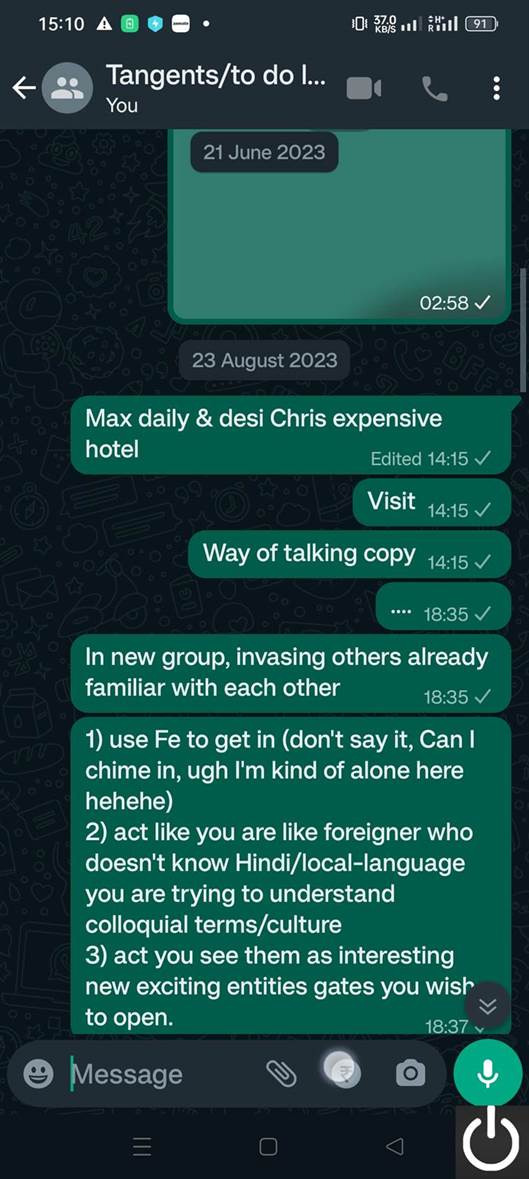 15:10
37.0
KB/S
H+
R
91
Tangents/to do l...
You
21 June 2023
02:58
23 August 2023
Max daily & desi Chris expensive
hotel
Edited 14:15
Visit
14:15
Way of talking copy
14:15
....
18:35
In new group, invasing others already
familiar with each other
18:35
1) use Fe to get in (don't say it, Can I
chime in, ugh I'm kind of alone here
hehehe)
2) act like you are like foreigner who
doesn't know Hindi/local-language
you are trying to understand
colloquial terms/culture
3) act you see them as interesting
new exciting entities gates you wish
to open.
18:37
Message